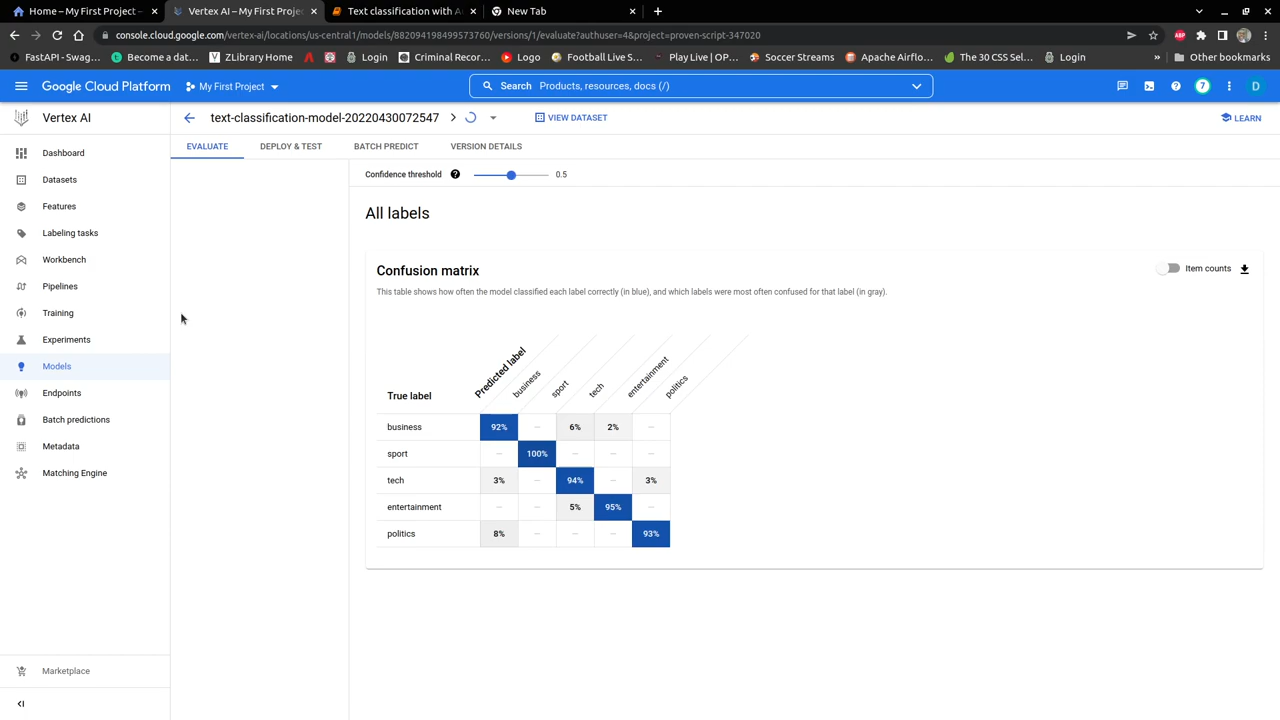 Home – My First Project –
Vertex AI – My First Projec
Text classification with A
New Tab
console.cloud.google.com/vertex-ai/locations/us-central1/models/882094198499573760/versions/1/evaluate?authuser=4&project=proven-script-347020
FastAPI - Swag...
Become a dat...
ZLibrary Home
Login
Criminal Recor...
Logo
Football Live S...
Play Live | OP...
Soccer Streams
Apache Airflo...
The 30 CSS Sel...
Login
»
Other bookmarks
Google Cloud Platform
My First Project
Search Products, resources, docs (/)
7
D
Vertex AI
text-classification-model-20220430072547
VIEW DATASET
LEARN
EVALUATE
DEPLOY & TEST
BATCH PREDICT
VERSION DETAILS
Dashboard
Datasets
Features
Labeling tasks
Workbench
Pipelines
Training
Experiments
Models
Endpoints
Batch predictions
Metadata
Matching Engine
Marketplace
Confidence threshold
0.5
All labels
Confusion matrix
Item counts
This table shows how often the model classified each label correctly (in blue), and which labels were most often confused for that label (in gray).
True label
Predicted label
business
sport
tech
entertainment
politics
business 92% — 6% 2% —
sport — 100% — — —
tech 3% — 94% — 3%
entertainment — — 5% 95% —
politics 8% — — — 93%